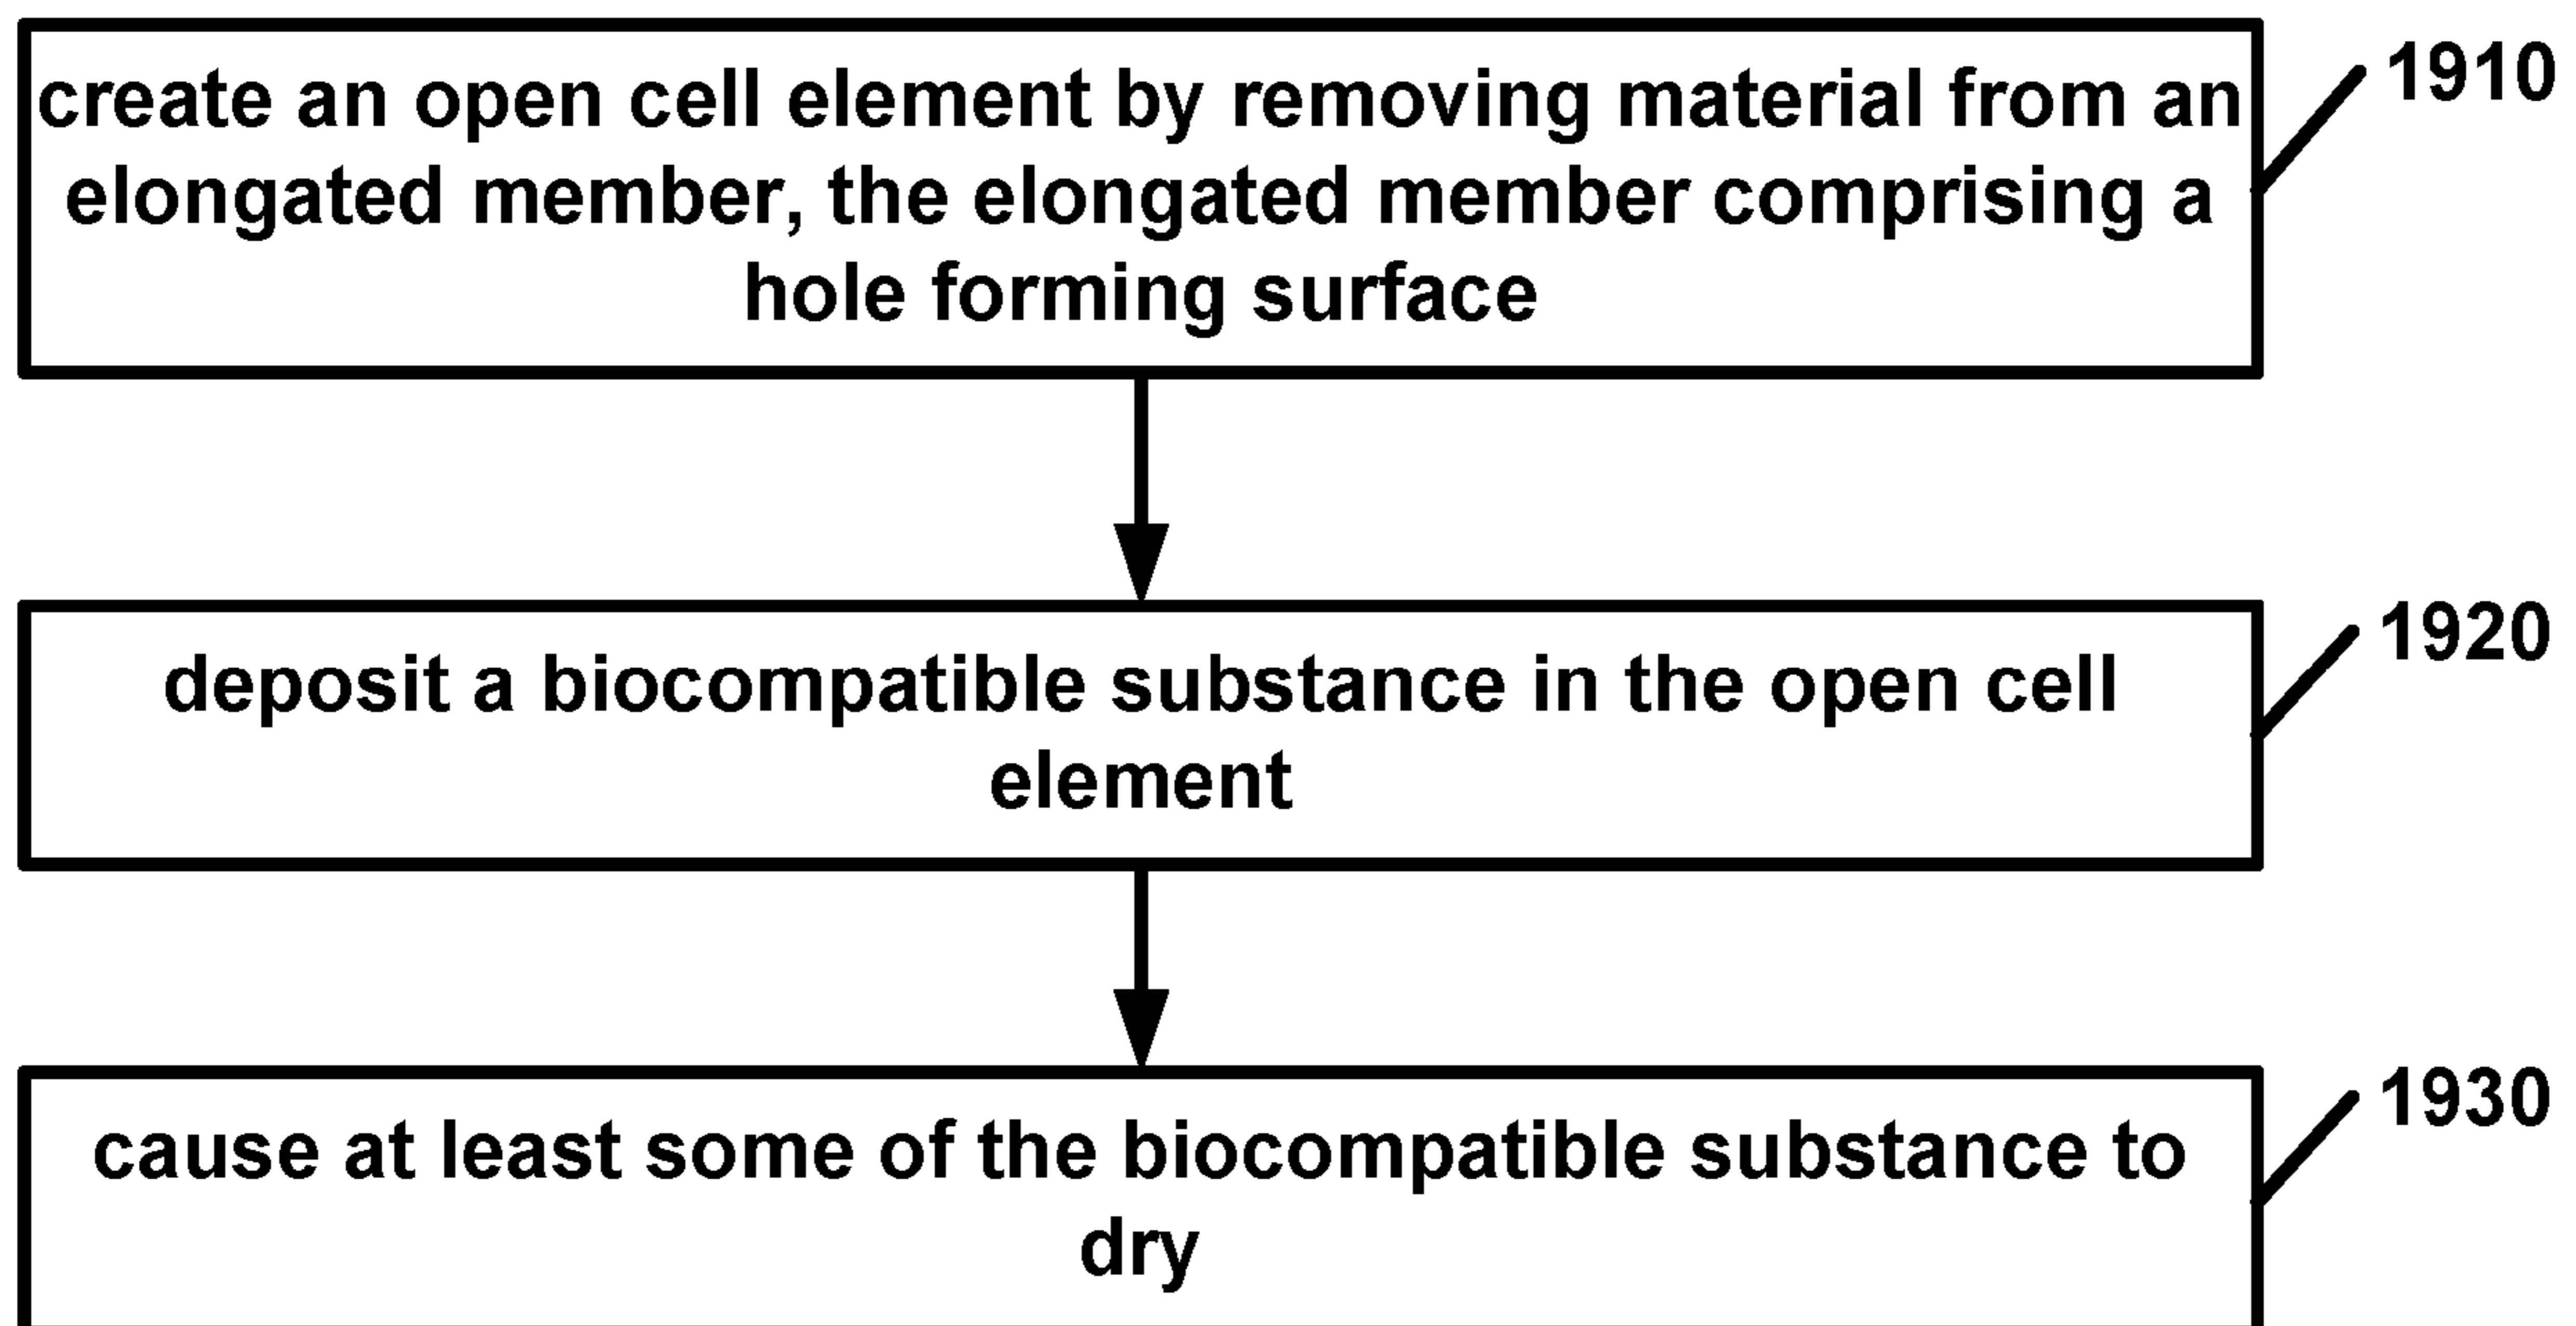 create an open cell element by removing material from an
elongated member, the elongated member comprising a
hole forming surface
1910
deposit a biocompatible substance in the open cell
element
1920
cause at least some of the biocompatible substance to
dry
1930